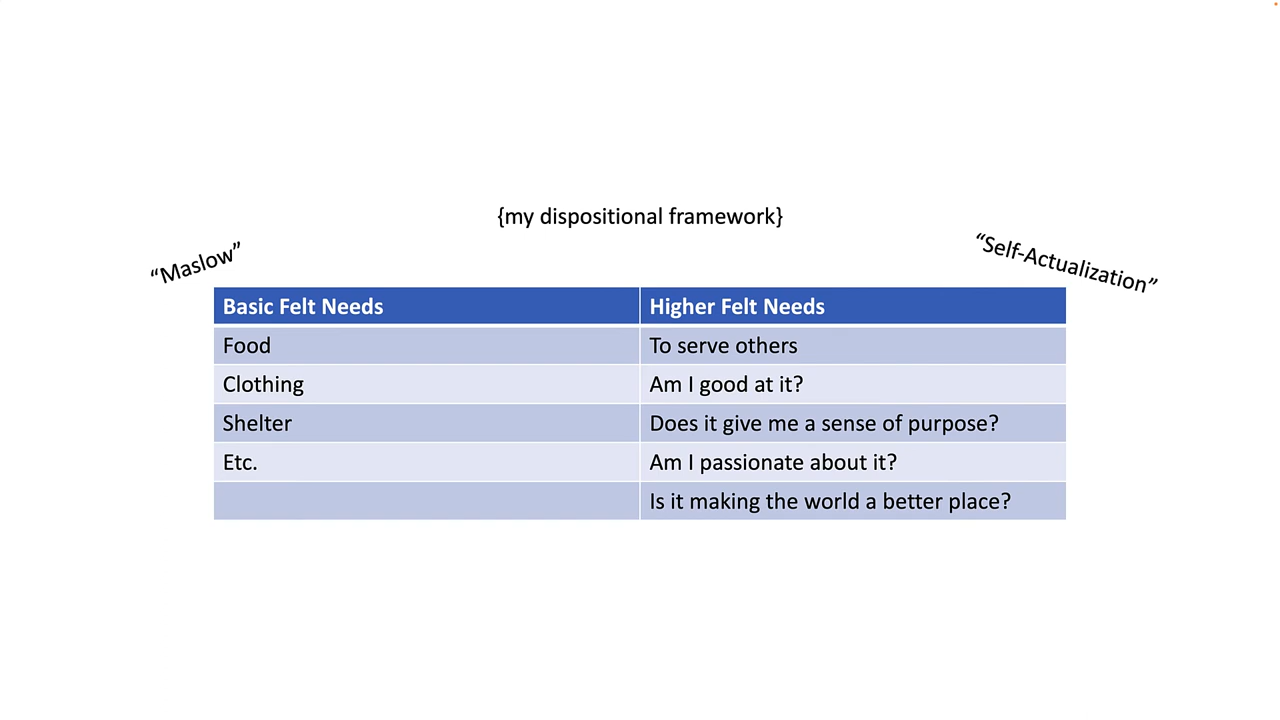 {my dispositional framework}
“Maslow”
“Self-Actualization”
Basic Felt Needs
Higher Felt Needs
Food
To serve others
Clothing
Am I good at it?
Shelter
Does it give me a sense of purpose?
Etc.
Am I passionate about it?
Is it making the world a better place?